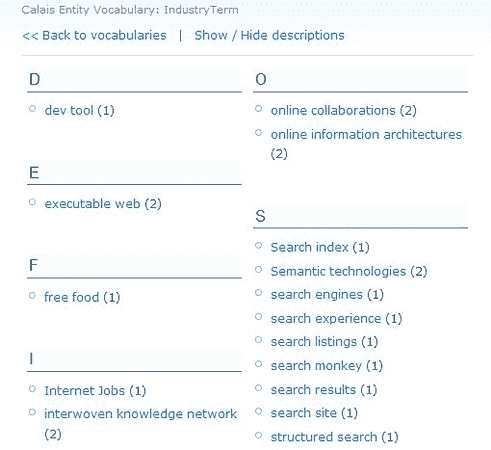 Calais Entity Vocabulary: IndustryTerm
<< Back to vocabularies | Show / Hide descriptions
D
dev tool (1)
E
executable web (2)
F
free food (1)
I
Internet Jobs (1)
interwoven knowledge network
(2)
O
online collaborations (2)
online information architectures
(2)
S
Search index (1)
Semantic technologies (2)
search engines (1)
search experience (1)
search listings (1)
search monkey (1)
search results (1)
search site (1)
structured search (1)